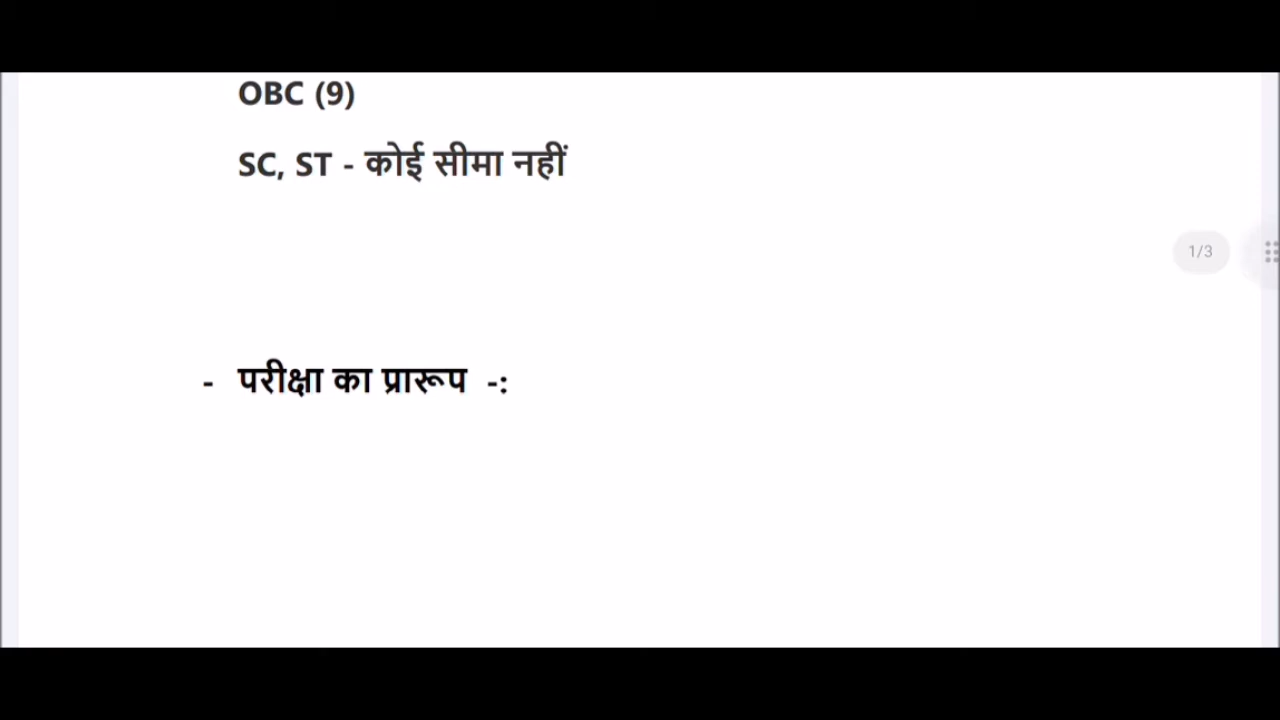 OBC (9)
SC, ST - कोई सीमा नहीं
1/3
- परीक्षा का प्रारूप -: